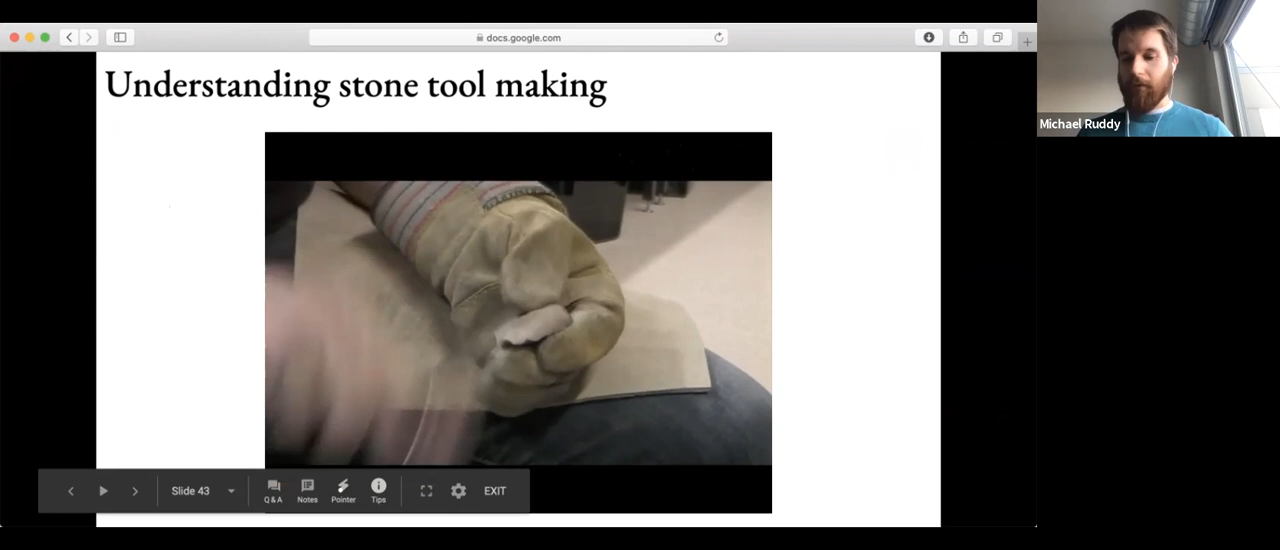 docs.google.com
Understanding stone tool making
Michael Ruddy
Slide 43
Q&A
Notes
Pointer
Tips
EXIT